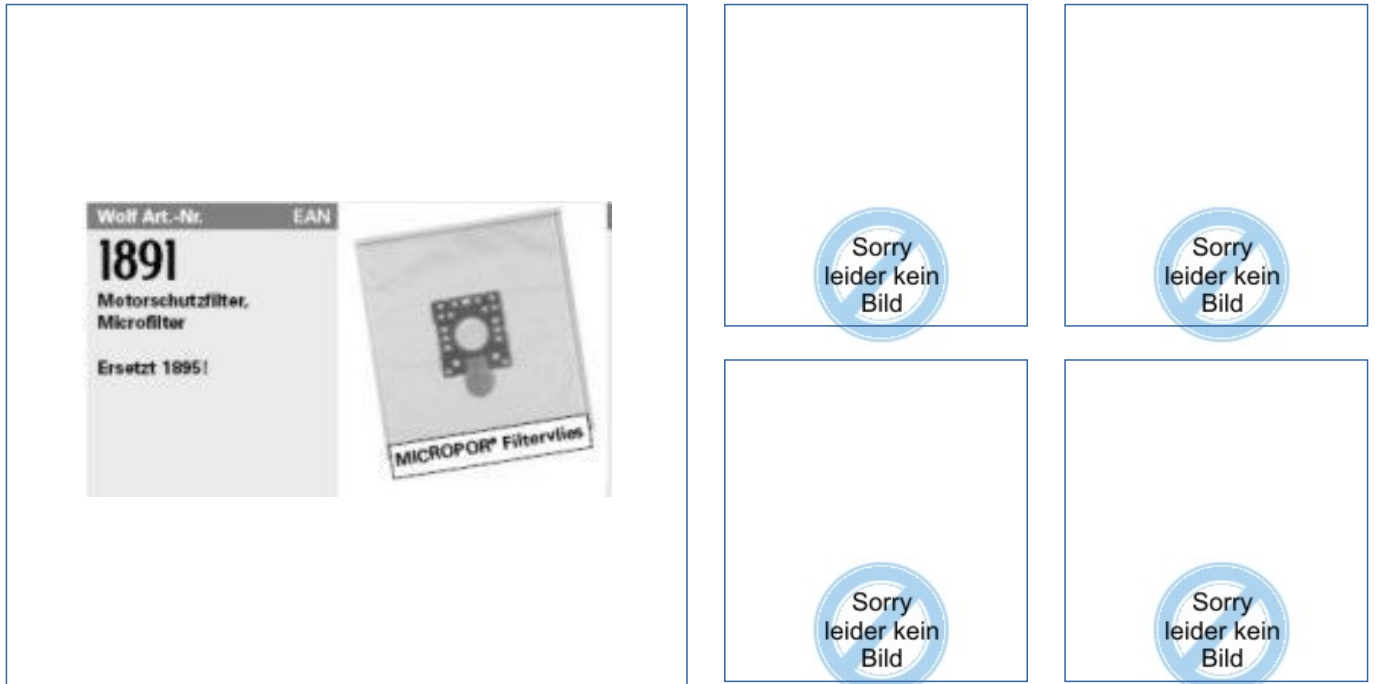 Wolf Art.-Nr. EAN
1891
Motorschutzfilter,
Microfilter
Ersetzt 1895!
MICROPOR® Filtervlies
Sorry
leider kein
Bild
Sorry
leider kein
Bild
Sorry
leider kein
Bild
Sorry
leider kein
Bild